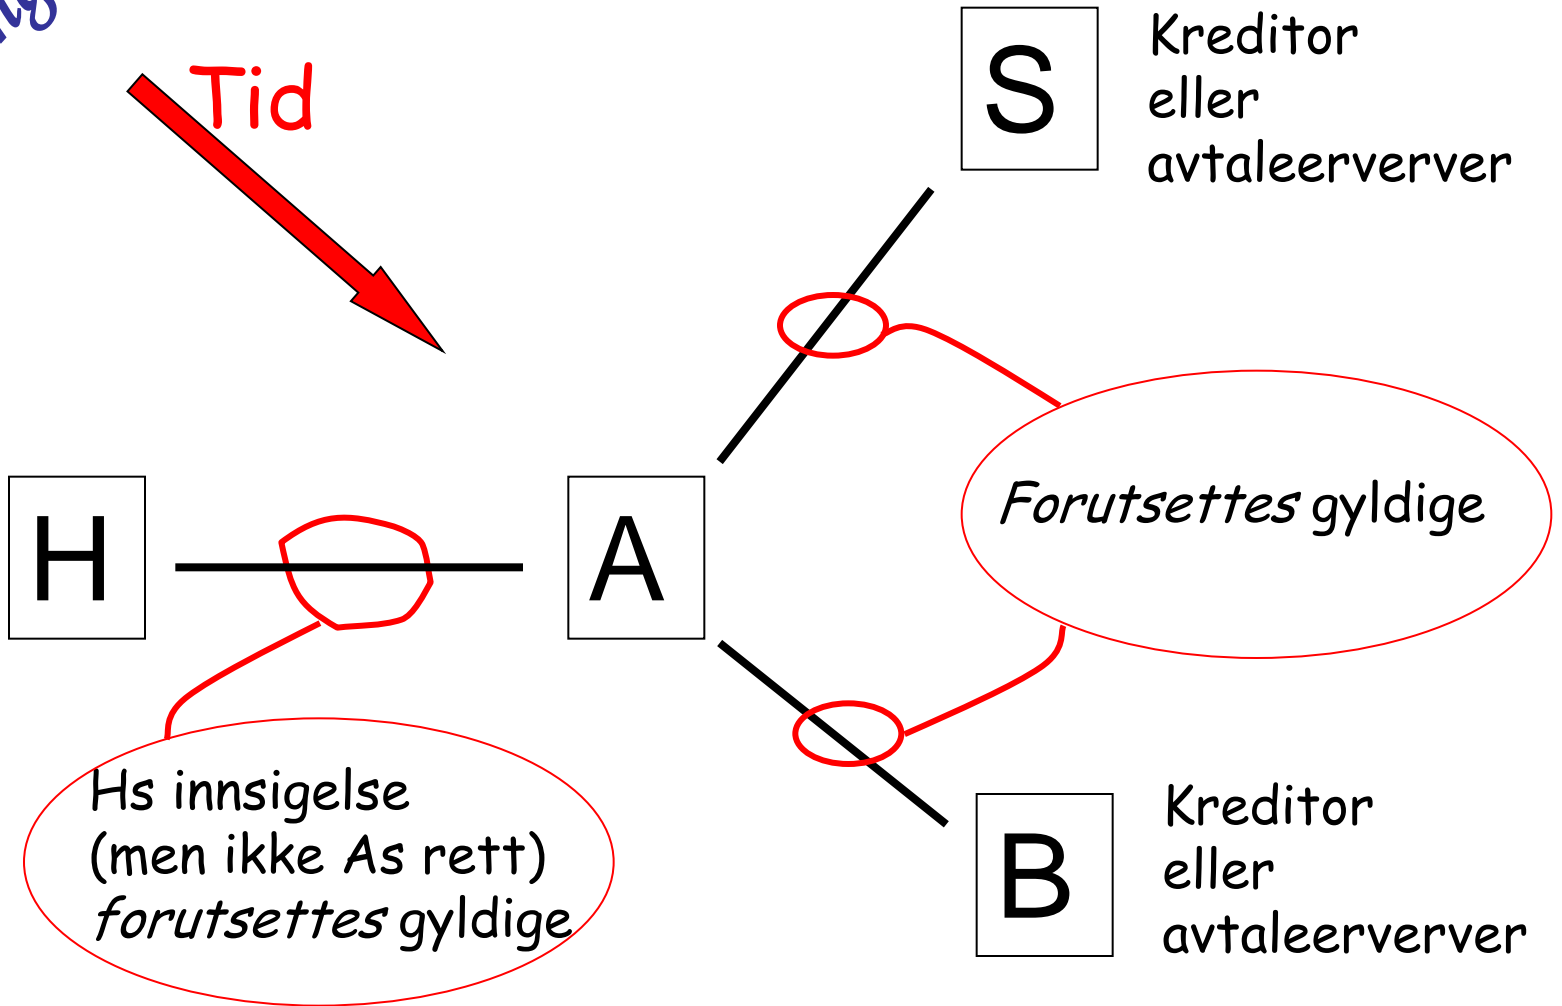 Tid
S
Kreditor
eller
avtaleerverver
H
A
Forutsettes gyldige
Hs innsigelse
(men ikke As rett)
forutsettes gyldige
B
Kreditor
eller
avtaleerverver